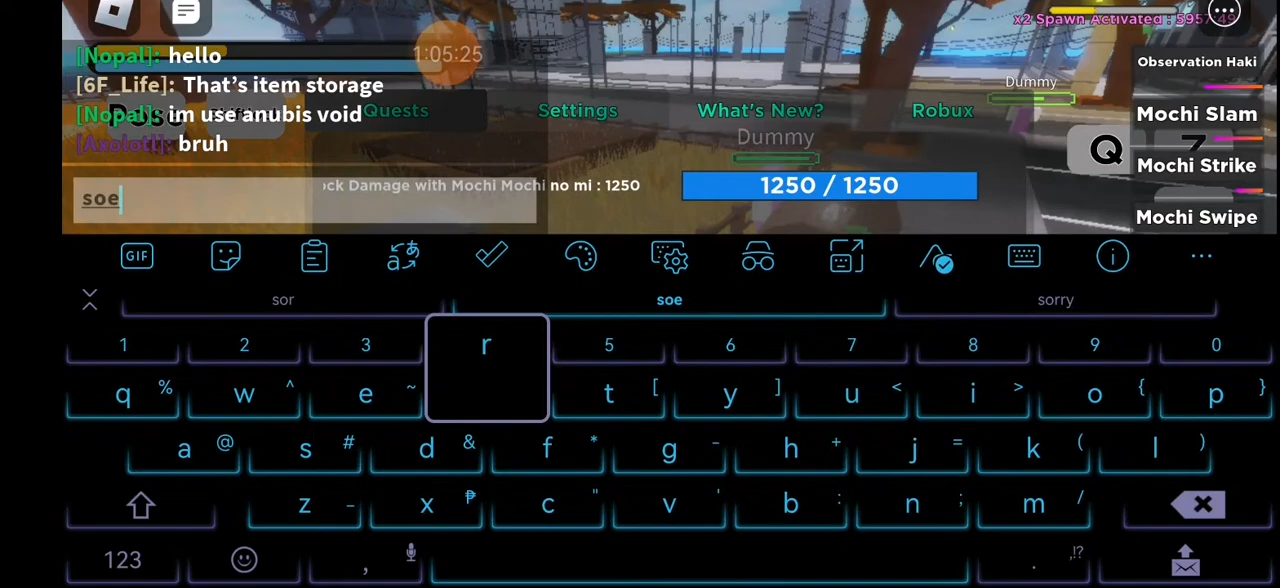 x2 Spawn Activated : 5957:49
[Nopal]: hello
1:05:25
[6F_Life]: That's item storage
Observation Haki
Dummy
Quests
Settings
What's New?
Robux
[Nopal]: im use anubis void
Mochi Slam
Dummy
[Axolotl]: bruh
Q
Z
Mochi Strike
soe
ck Damage with Mochi Mochi no mi : 1250
1250 / 1250
Mochi Swipe
GIF
sor
soe
sorry
1 2 3 r 5 6 7 8 9 0
q % w ^ e ~ t [ y ] u < i > o { p }
a @ s # d & f * g - h + j = k ( l )
z _ x ₱ c " v ' b : n ; m /
123 , . ,!?